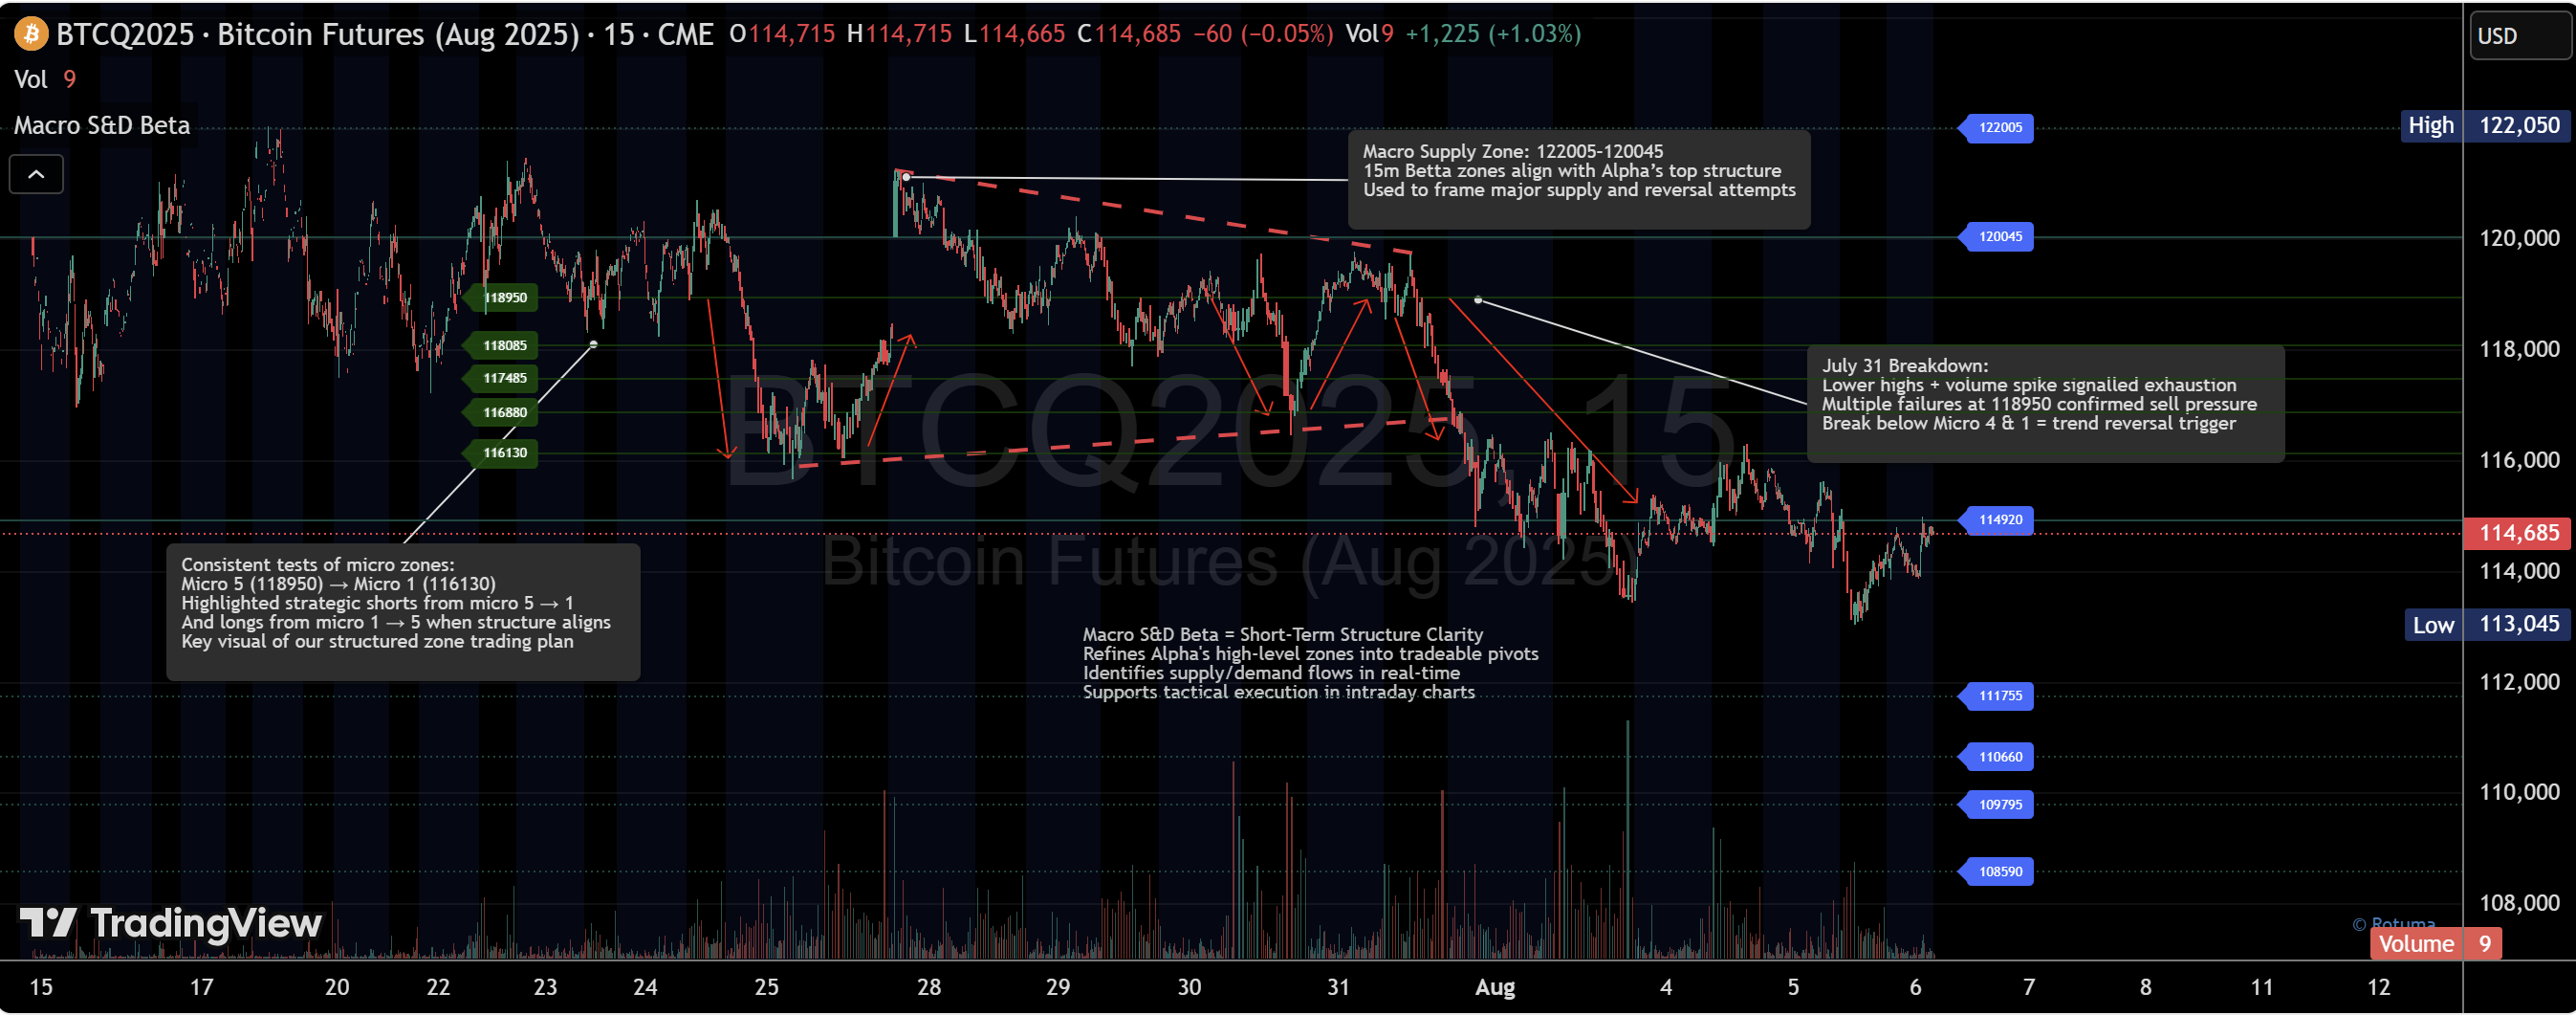 BTCQ2025 · Bitcoin Futures (Aug 2025) · 15 · CME O114,715 H114,715 L114,665 C114,685 −60 (−0.05%) Vol9 +1,225 (+1.03%)
USD
Vol 9
Macro S&D Beta
122005
High 122,050
Macro Supply Zone: 122005-120045
15m Betta zones align with Alpha's top structure
Used to frame major supply and reversal attempts
120045
120,000
118950
118085
118,000
117485
116880
116130
116,000
July 31 Breakdown:
Lower highs + volume spike signalled exhaustion
Multiple failures at 118950 confirmed sell pressure
Break below Micro 4 & 1 = trend reversal trigger
BTCQ2025, 15
Bitcoin Futures (Aug 2025)
114920
114,685
114,000
Consistent tests of micro zones:
Micro 5 (118950) → Micro 1 (116130)
Highlighted strategic shorts from micro 5 → 1
And longs from micro 1 → 5 when structure aligns
Key visual of our structured zone trading plan
Low 113,045
Macro S&D Beta = Short-Term Structure Clarity
Refines Alpha's high-level zones into tradeable pivots
Identifies supply/demand flows in real-time
Supports tactical execution in intraday charts
112,000
111755
110660
110,000
109795
108590
108,000
TradingView
© Rotuma
Volume 9
15 17 20 22 23 24 25 28 29 30 31 Aug 4 5 6 7 8 11 12